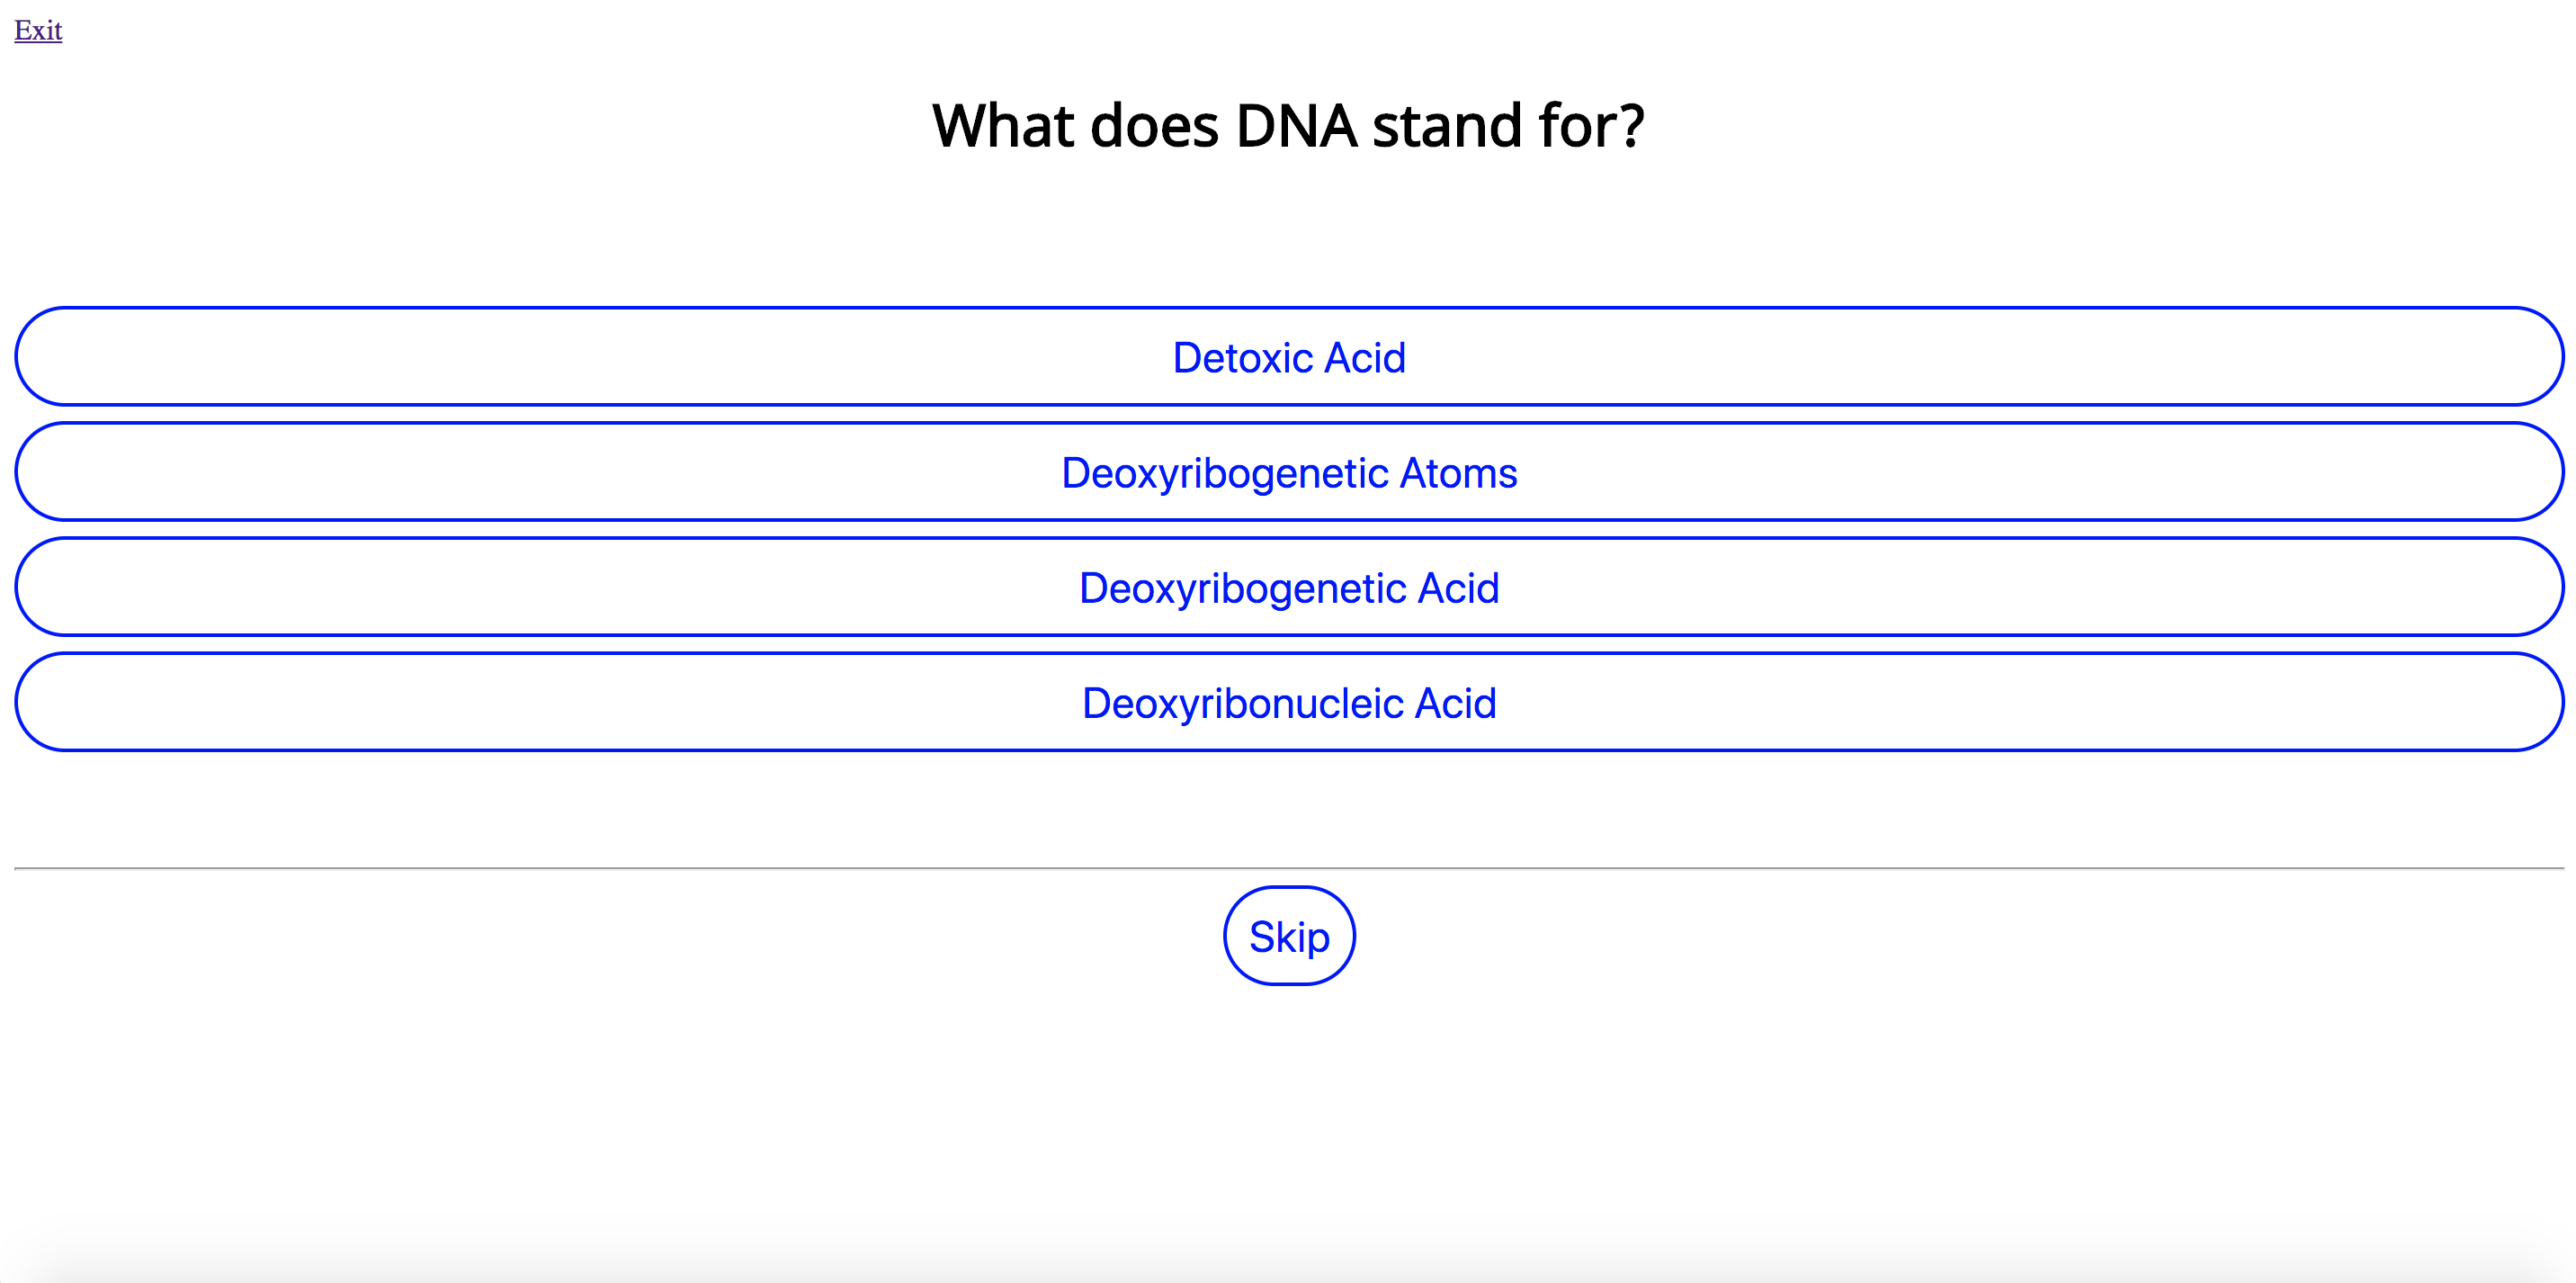 Exit
What does DNA stand for?
Detoxic Acid
Deoxyribogenetic Atoms
Deoxyribogenetic Acid
Deoxyribonucleic Acid
Skip